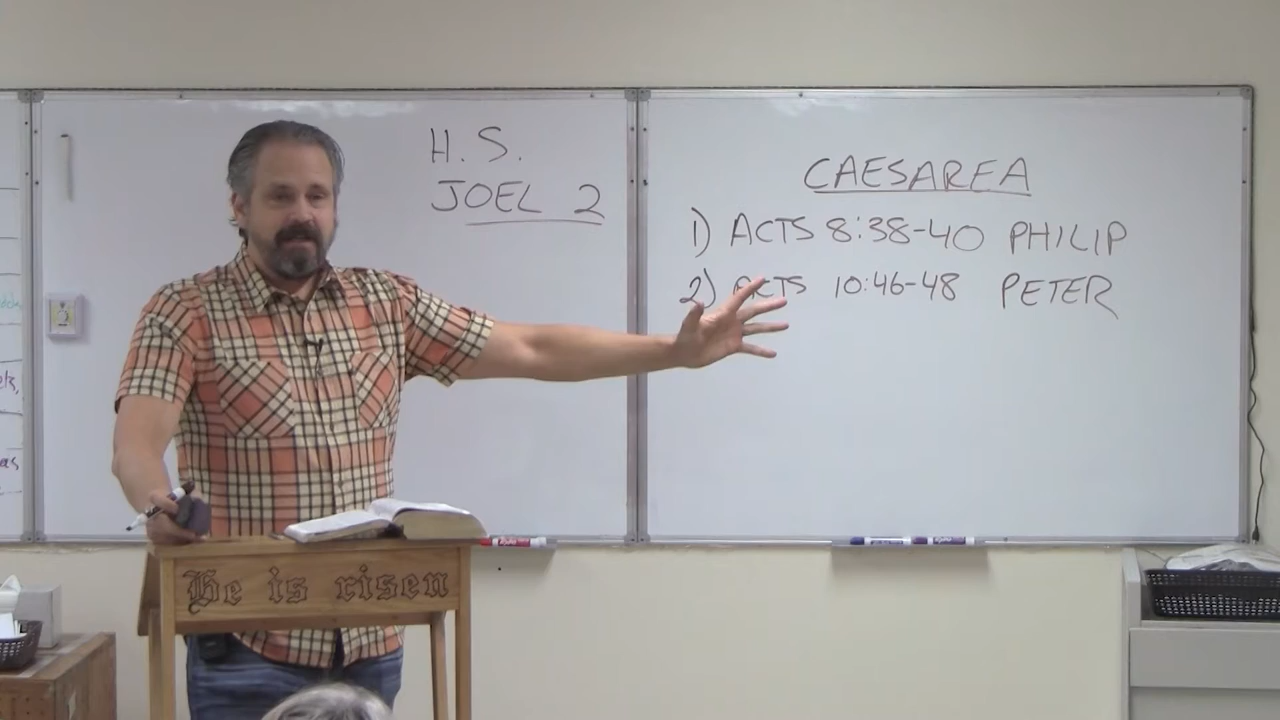 H. S.
JOEL 2
CAESAREA
1) ACTS 8:38-40 PHILIP
2) ACTS 10:46-48 PETER
He is risen